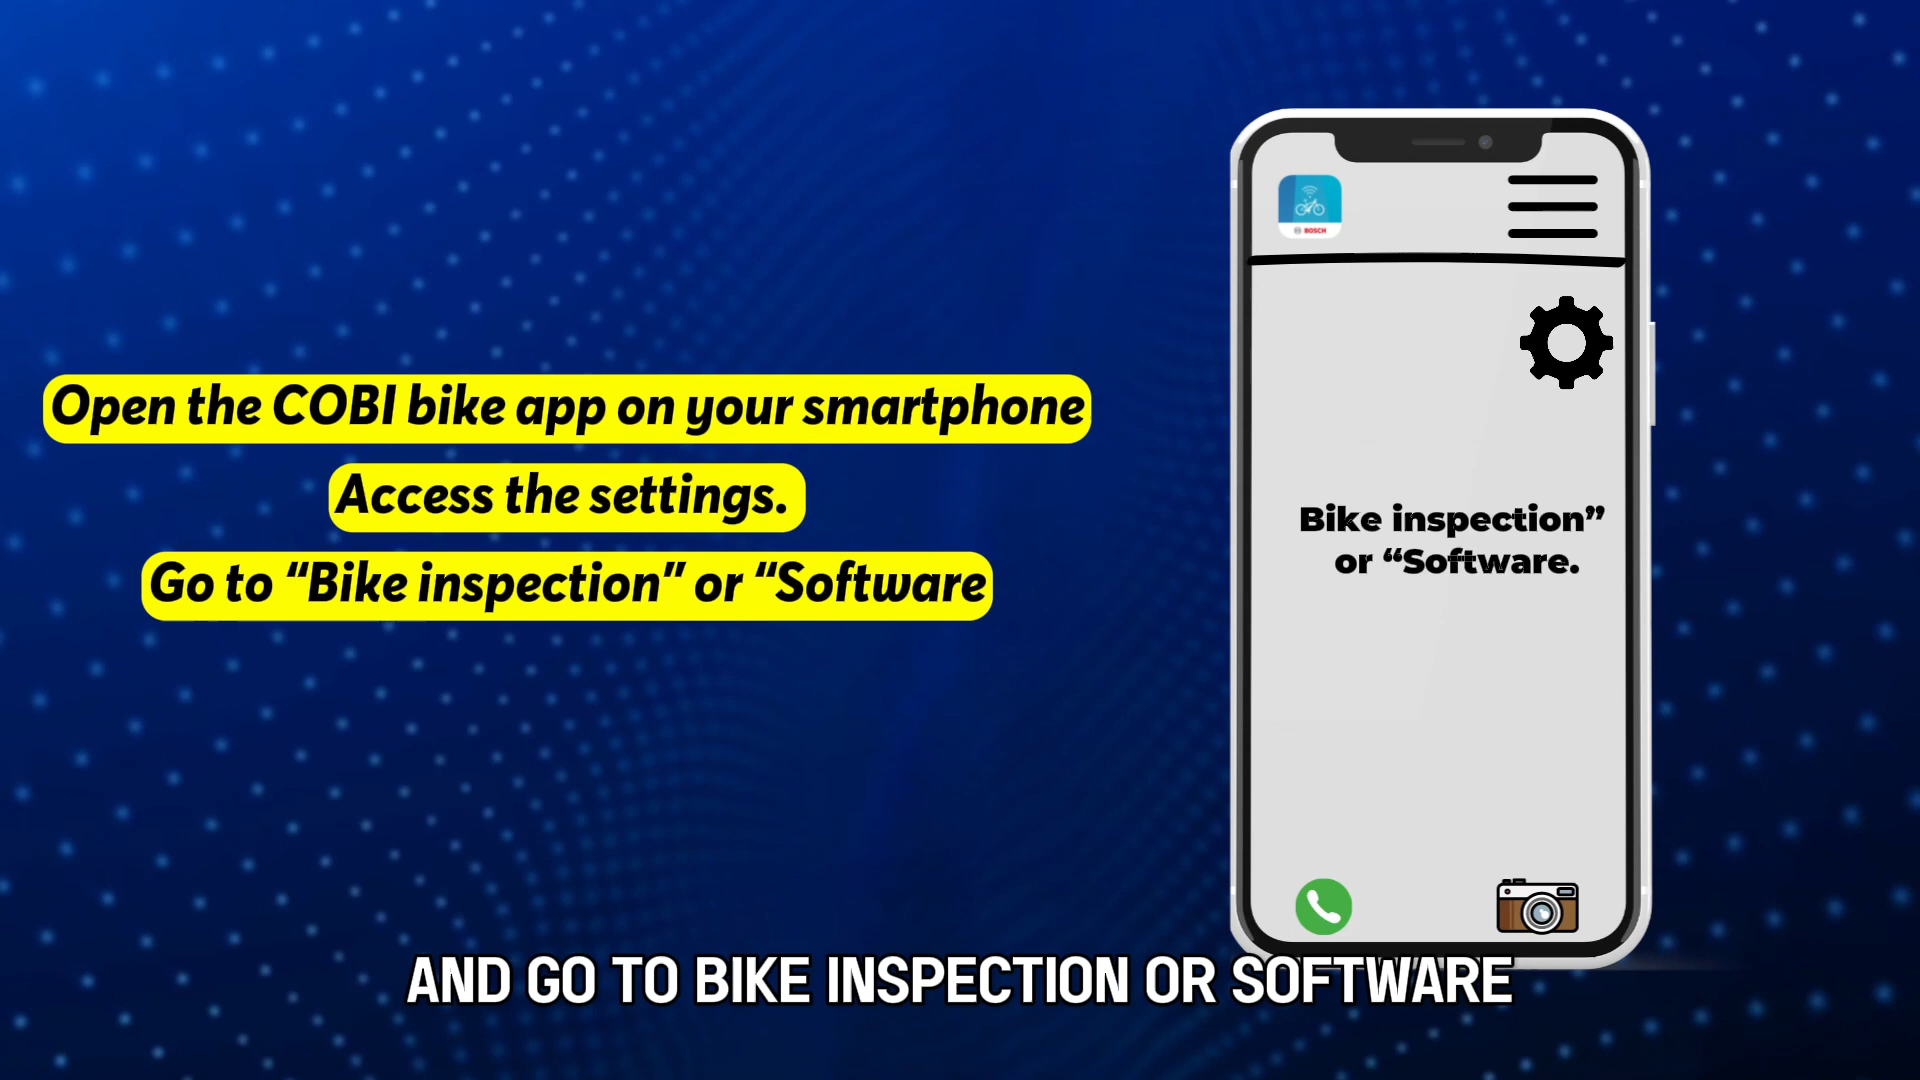 Open the COBI bike app on your smartphone
Access the settings.
Go to “Bike inspection” or “Software
BOSCH
Bike inspection”
or “Software.
AND GO TO BIKE INSPECTION OR SOFTWARE